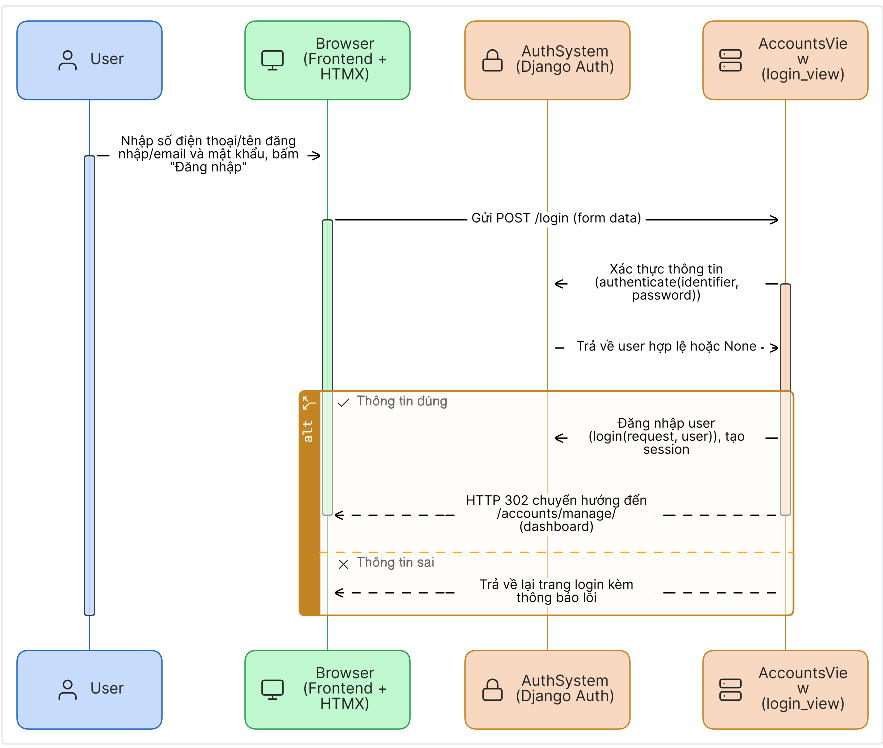 User
Browser
(Frontend +
HTMX)
AuthSystem
(Django Auth)
AccountsVie
w
(login_view)
Nhập số điện thoại/tên đăng
nhập/email và mật khẩu, bấm
"Đăng nhập"
Gửi POST /login (form data)
Xác thực thông tin
(authenticate(identifier,
password))
Trả về user hợp lệ hoặc None
alt
Thông tin đúng
Đăng nhập user
(login(request, user)), tạo
session
HTTP 302 chuyển hướng đến
/accounts/manage/
(dashboard)
Thông tin sai
Trả về lại trang login kèm
thông báo lỗi
User
Browser
(Frontend +
HTMX)
AuthSystem
(Django Auth)
AccountsVie
w
(login_view)